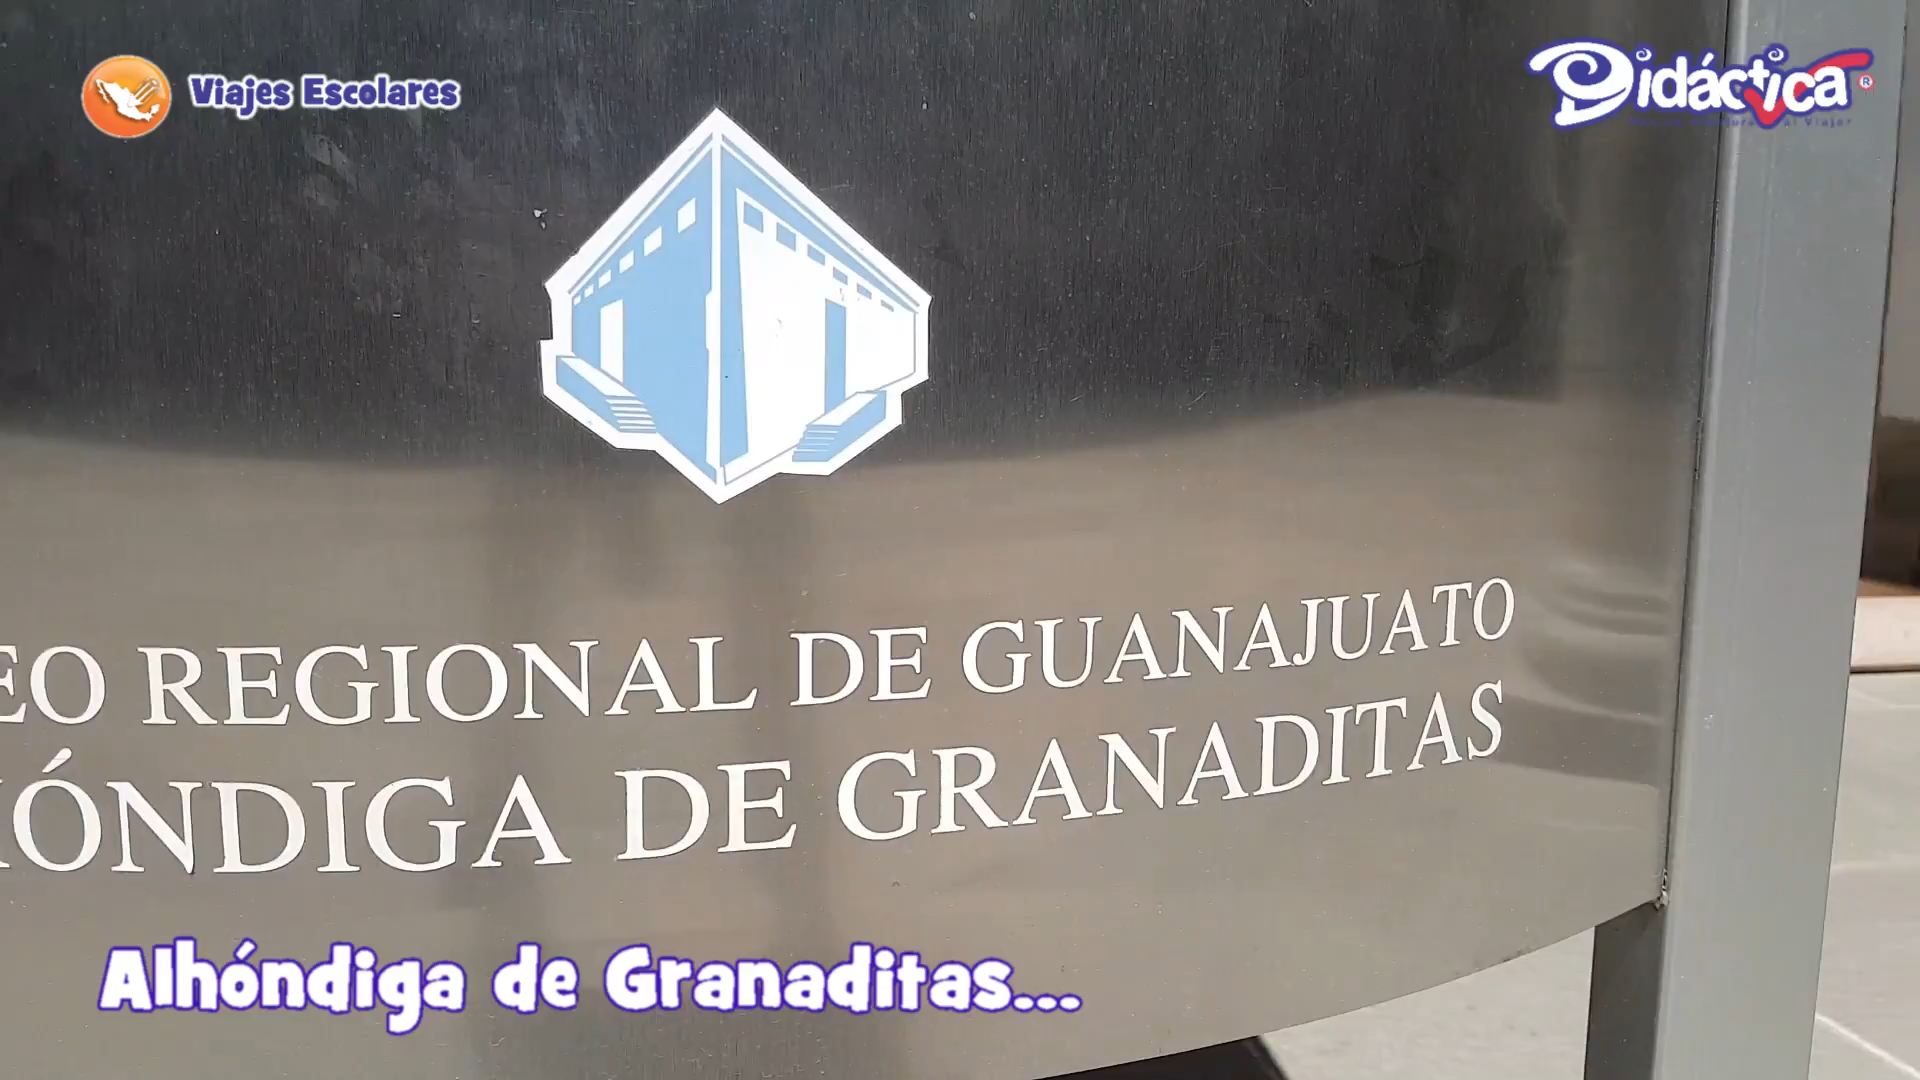 Viajes Escolares
Didáctica
EO REGIONAL DE GUANAJUATO
ÓNDIGA DE GRANADITAS
Alhóndiga de Granaditas...